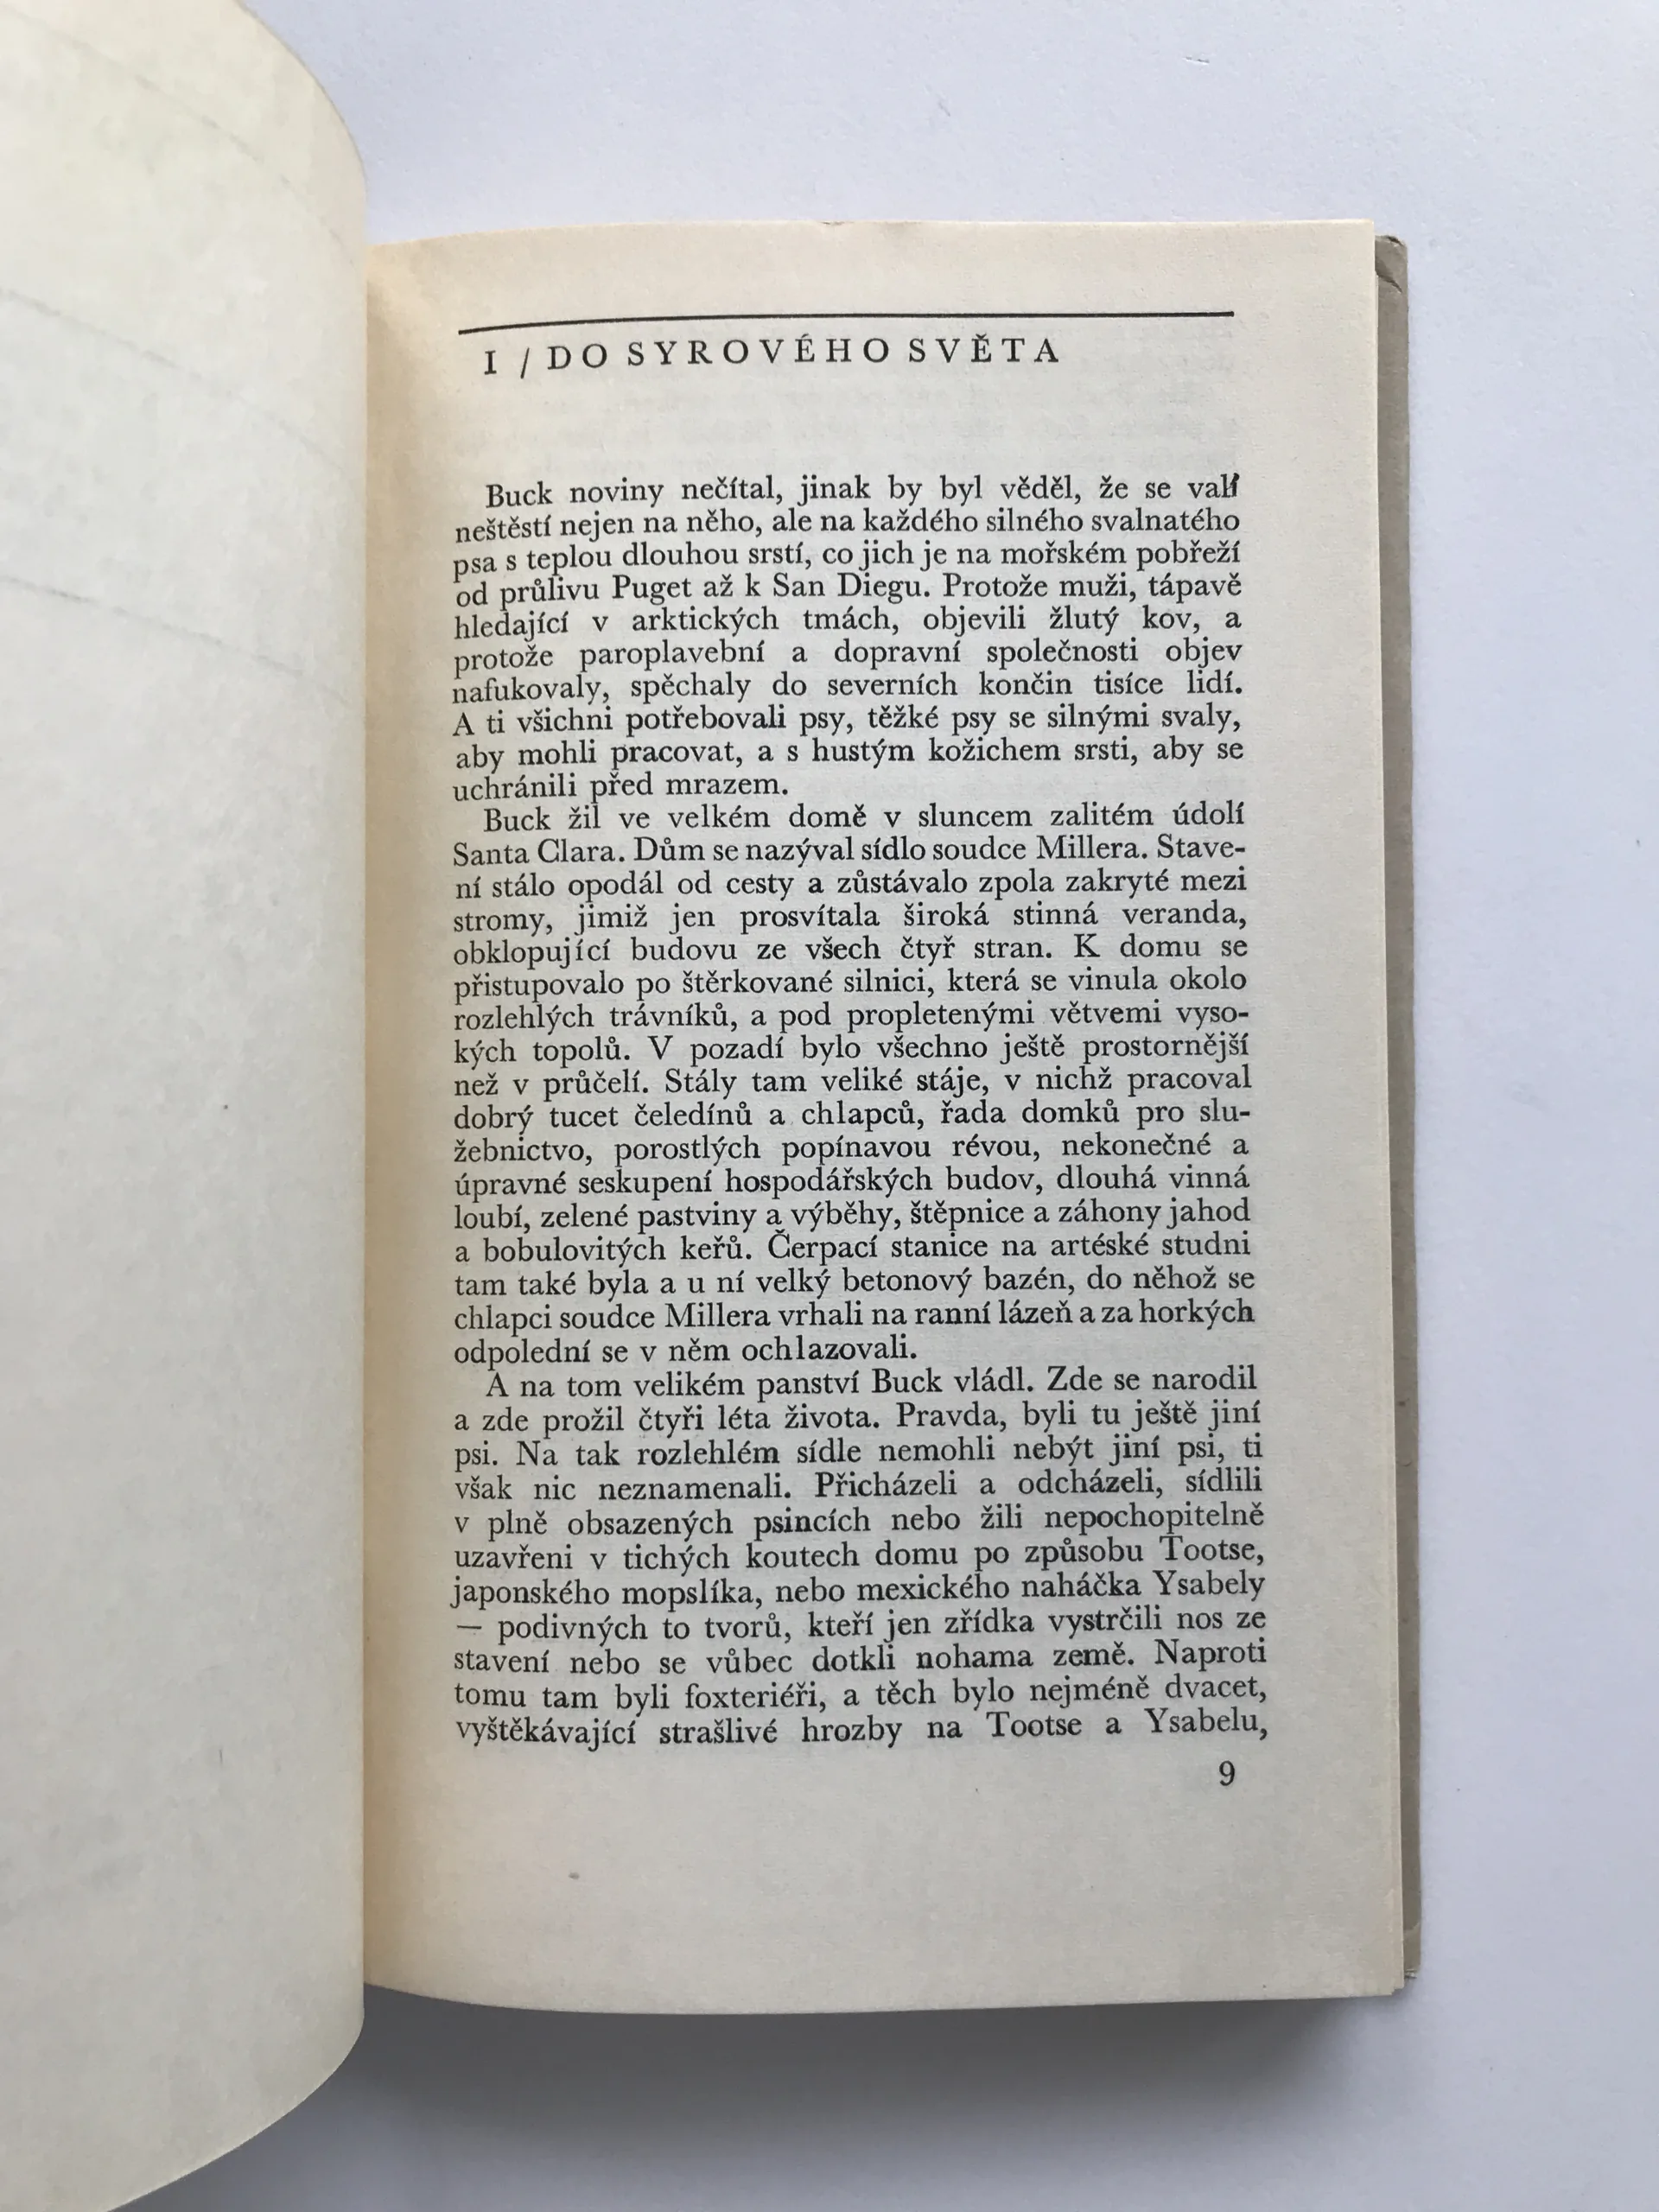 I / DO SYROVÉHO SVĚTA
Buck noviny nečítal, jinak by byl věděl, že se valí
neštěstí nejen na něho, ale na každého silného svalnatého
psa s teplou dlouhou srstí, co jich je na mořském pobřeží
od průlivu Puget až k San Diegu. Protože muži, tápavě
hledající v arktických tmách, objevili žlutý kov, a
protože paroplavební a dopravní společnosti objev
nafukovaly, spěchaly do severních končin tisíce lidí.
A ti všichni potřebovali psy, těžké psy se silnými svaly,
aby mohli pracovat, a s hustým kožichem srsti, aby se
uchránili před mrazem.
Buck žil ve velkém domě v sluncem zalitém údolí
Santa Clara. Dům se nazýval sídlo soudce Millera. Stave-
ní stálo opodál od cesty a zůstávalo zpola zakryté mezi
stromy, jimiž jen prosvítala široká stinná veranda,
obklopující budovu ze všech čtyř stran. K domu se
přistupovalo po štěrkované silnici, která se vinula okolo
rozlehlých trávníků, a pod propletenými větvemi vyso-
kých topolů. V pozadí bylo všechno ještě prostornější
než v průčelí. Stály tam veliké stáje, v nichž pracoval
dobrý tucet čeledínů a chlapců, řada domků pro slu-
žebnictvo, porostlých popínavou révou, nekonečné a
úpravné seskupení hospodářských budov, dlouhá vinná
loubí, zelené pastviny a výběhy, štěpnice a záhony jahod
a bobulovitých keřů. Čerpací stanice na artéské studni
tam také byla a u ní velký betonový bazén, do něhož se
chlapci soudce Millera vrhali na ranní lázeň a za horkých
odpolední se v něm ochlazovali.
A na tom velikém panství Buck vládl. Zde se narodil
a zde prožil čtyři léta života. Pravda, byli tu ještě jiní
psi. Na tak rozlehlém sídle nemohli nebýt jiní psi, ti
však nic neznamenali. Přicházeli a odcházeli, sídlili
v plně obsazených psincích nebo žili nepochopitelně
uzavřeni v tichých koutech domu po způsobu Tootse,
japonského mopslíka, nebo mexického naháčka Ysabely
— podivných to tvorů, kteří jen zřídka vystrčili nos ze
stavení nebo se vůbec dotkli nohama země. Naproti
tomu tam byli foxteriéři, a těch bylo nejméně dvacet,
vyštěkávající strašlivé hrozby na Tootse a Ysabelu,
9